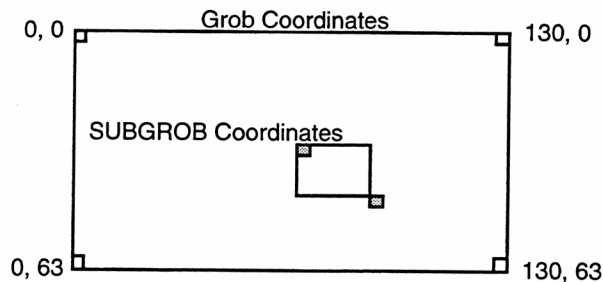 Grob Coordinates
0, 0
130, 0
SUBGROB Coordinates
0, 63
130, 63